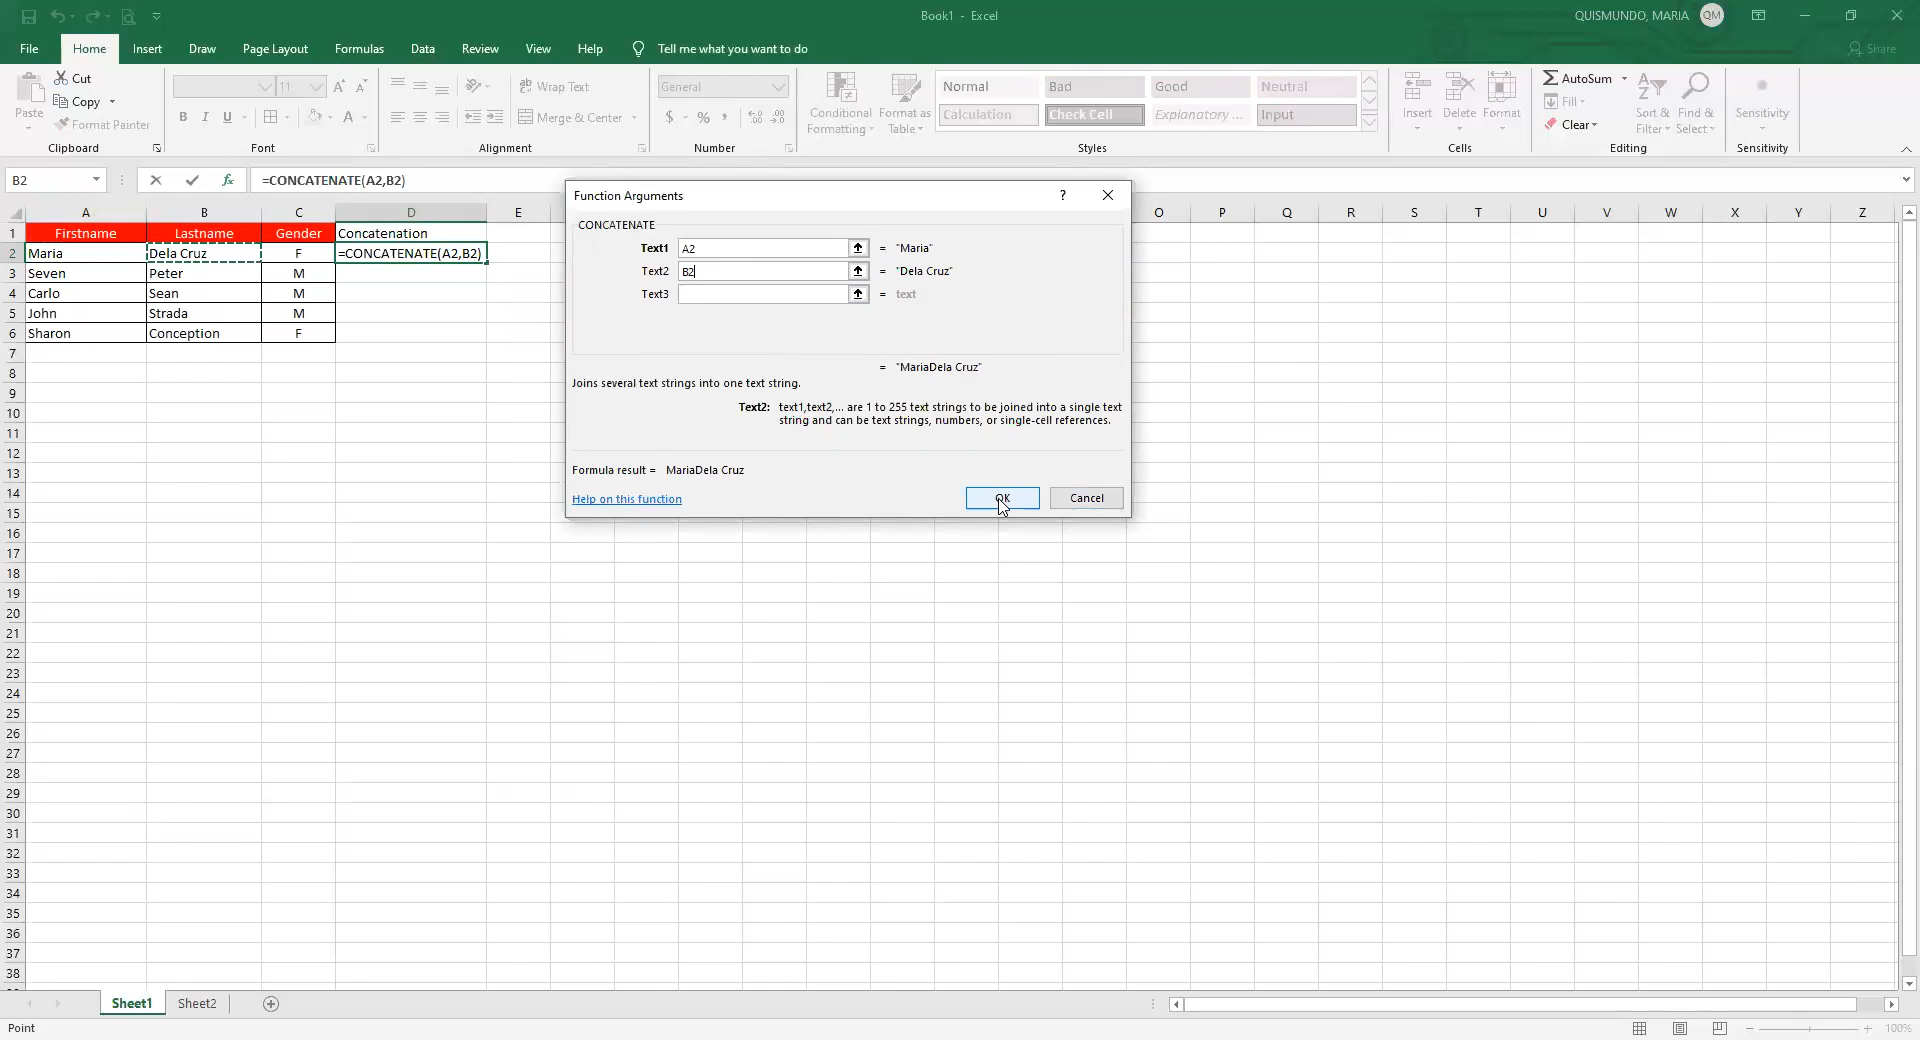 Book1 - Excel
QUISMUNDO, MARIA QM
File Home Insert Draw Page Layout Formulas Data Review View Help Tell me what you want to do Share
Paste
Cut
Copy
Format Painter
Clipboard
11 A A
B I U A
Font
Wrap Text
Merge & Center
Alignment
General
$ % ,
Number
Conditional Formatting
Format as Table
Normal Bad Good Neutral
Calculation Check Cell Explanatory ... Input
Styles
Insert Delete Format
Cells
AutoSum
Fill
Clear
Sort & Filter
Find & Select
Editing
Sensitivity
Sensitivity
B2 fx =CONCATENATE(A2,B2)
A B C D E O P Q R S T U V W X Y Z
1 Firstname Lastname Gender Concatenation
2 Maria Dela Cruz F =CONCATENATE(A2,B2)
3 Seven Peter M
4 Carlo Sean M
5 John Strada M
6 Sharon Conception F
7
8
9
10
11
12
13
14
15
16
17
18
19
20
21
22
23
24
25
26
27
28
29
30
31
32
33
34
35
36
37
38
Function Arguments ?
CONCATENATE
Text1 A2 = "Maria"
Text2 B2 = "Dela Cruz"
Text3 = text
= "MariaDela Cruz"
Joins several text strings into one text string.
Text2: text1,text2,... are 1 to 255 text strings to be joined into a single text
string and can be text strings, numbers, or single-cell references.
Formula result = MariaDela Cruz
Help on this function OK Cancel
Sheet1 Sheet2
Point 100%